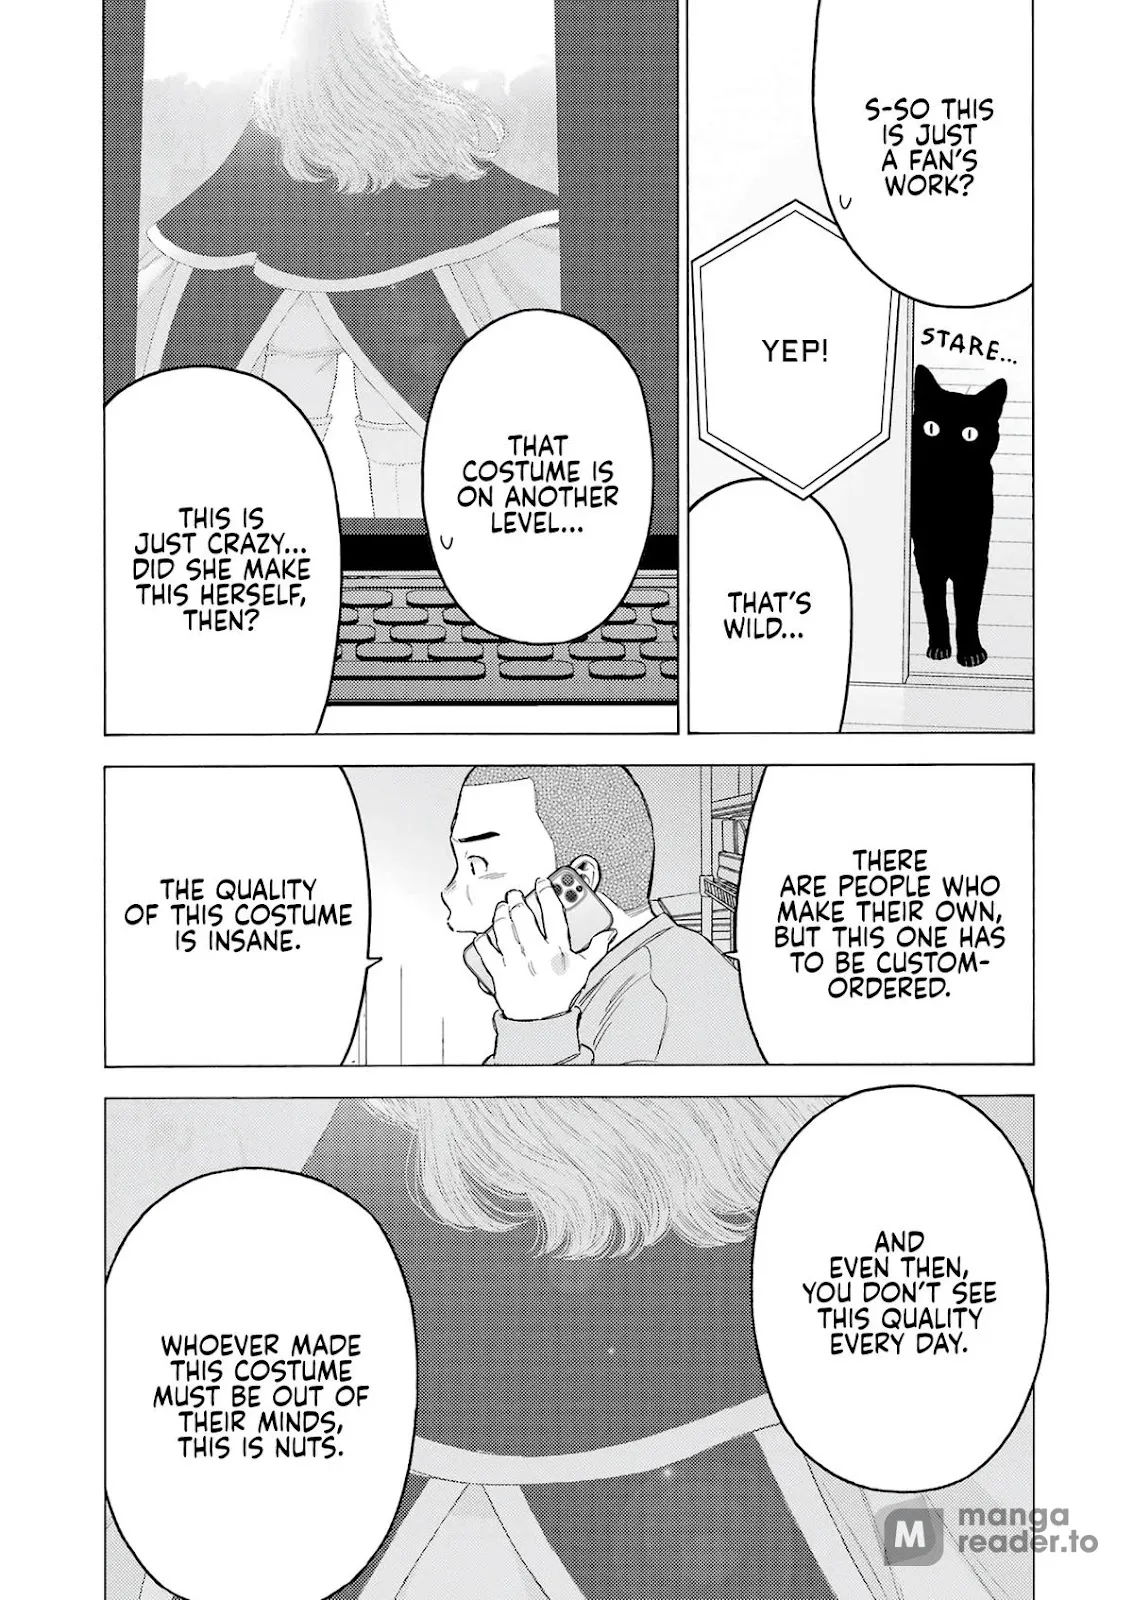 S-SO THIS
IS JUST
A FAN'S
WORK?
YEP!
STARE...
THAT'S
WILD...
THAT
COSTUME IS
ON ANOTHER
LEVEL...
THIS IS
JUST CRAZY...
DID SHE MAKE
THIS HERSELF,
THEN?
THERE
ARE PEOPLE WHO
MAKE THEIR OWN,
BUT THIS ONE HAS
TO BE CUSTOM-
ORDERED.
THE QUALITY
OF THIS COSTUME
IS INSANE.
AND
EVEN THEN,
YOU DON'T SEE
THIS QUALITY
EVERY DAY.
WHOEVER MADE
THIS COSTUME
MUST BE OUT OF
THEIR MINDS,
THIS IS NUTS.
M
manga
reader.to